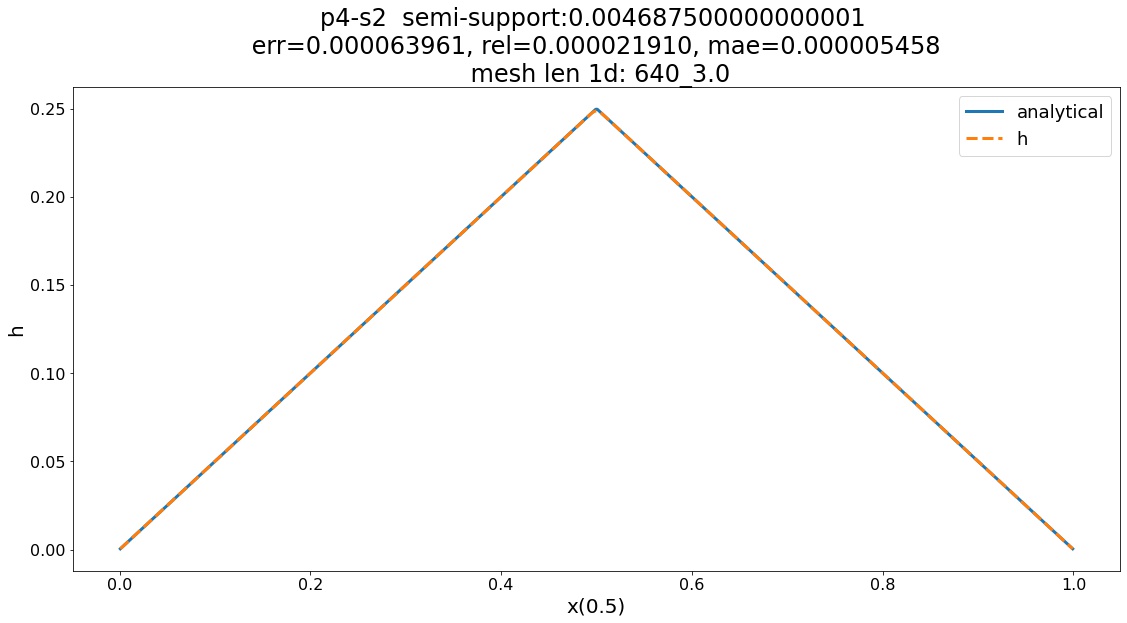 p4-s2  semi-support:0.004687500000000001
err=0.000063961, rel=0.000021910, mae=0.000005458
mesh len 1d: 640_3.0
analytical
h
0.25
0.20
0.15
0.10
0.05
0.00
h
0.0 0.2 0.4 0.6 0.8 1.0
x(0.5)